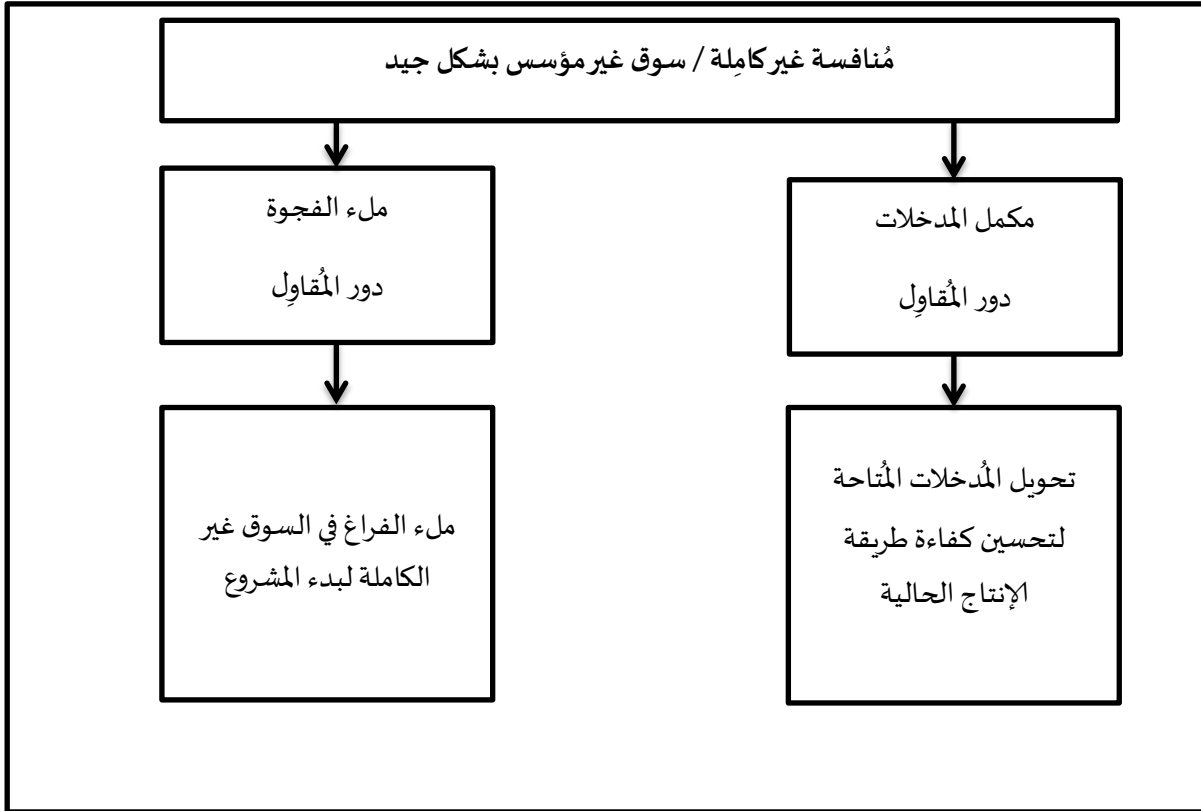 مُنافسة غير كامِلة / سوق غير مؤسس بشكل جيد
مكمل المدخلات
دور المُقاوِل
ملء الفجوة
دور المُقاوِل
تحويل المُدخلات المُتاحة
لتحسين كفاءة طريقة
الإنتاج الحالية
ملء الفراغ في السوق غير
الكاملة لبدء المشروع